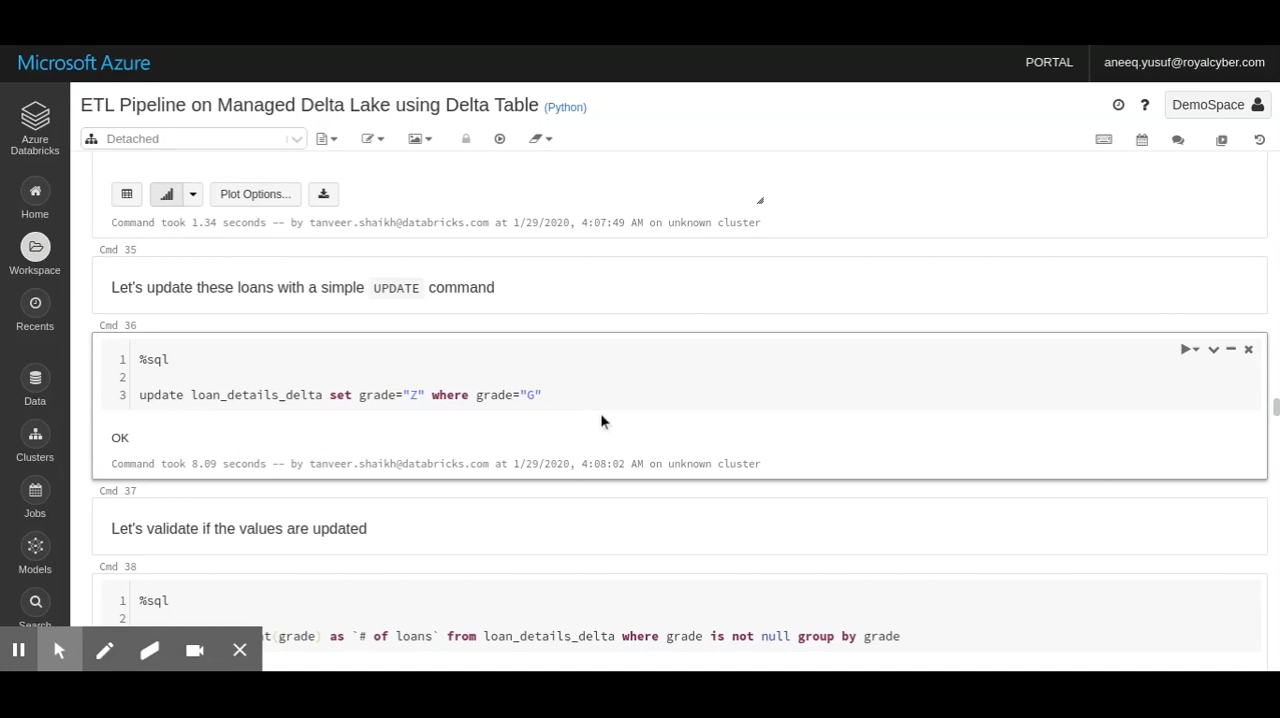 Microsoft Azure
PORTAL
aneeq.yusuf@royalcyber.com
Azure
Databricks
ETL Pipeline on Managed Delta Lake using Delta Table (Python)
?
DemoSpace
Detached
Home
Plot Options...
Command took 1.34 seconds -- by tanveer.shaikh@databricks.com at 1/29/2020, 4:07:49 AM on unknown cluster
Workspace
Cmd 35
Let's update these loans with a simple UPDATE command
Recents
Cmd 36
1 %sql
2
3 update loan_details_delta set grade="Z" where grade="G"
Data
OK
Clusters
Command took 8.09 seconds -- by tanveer.shaikh@databricks.com at 1/29/2020, 4:08:02 AM on unknown cluster
Cmd 37
Jobs
Let's validate if the values are updated
Models
Cmd 38
1 %sql
2
Search
(grade) as `# of loans` from loan_details_delta where grade is not null group by grade